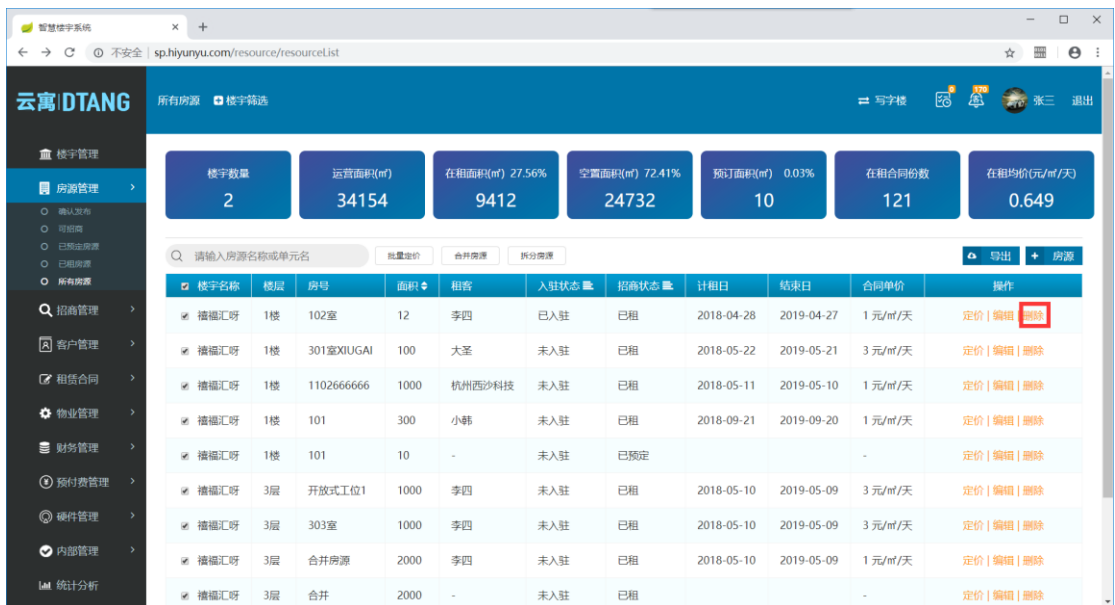 智慧楼宇系统
不安全 | sp.hiyunyu.com/resource/resourceList
云寓 DTANG
所有房源 楼宇筛选
写字楼 0 170 张三 退出
楼宇管理
房源管理
确认发布
可招商
已预定房源
已租房源
所有房源
招商管理
客户管理
租赁合同
物业管理
财务管理
预付费管理
硬件管理
内部管理
统计分析
楼宇数量 运营面积(㎡) 在租面积(㎡) 27.56% 空置面积(㎡) 72.41% 预订面积(㎡) 0.03% 在租合同份数 在租均价(元/㎡/天)
2 34154 9412 24732 10 121 0.649
请输入房源名称或单元名 批量定价 合并房源 拆分房源 导出 房源
楼宇名称 楼层 房号 面积 租客 入驻状态 招商状态 计租日 结束日 合同单价 操作
禧福汇呀 1楼 102室 12 李四 已入驻 已租 2018-04-28 2019-04-27 1 元/㎡/天 定价 | 编辑 | 删除
禧福汇呀 1楼 301室XIUGAI 100 大圣 未入驻 已租 2018-05-22 2019-05-21 3 元/㎡/天 定价 | 编辑 | 删除
禧福汇呀 1楼 1102666666 1000 杭州西沙科技 未入驻 已租 2018-05-11 2019-05-10 1 元/㎡/天 定价 | 编辑 | 删除
禧福汇呀 1楼 101 300 小韩 未入驻 已租 2018-09-21 2019-09-20 1 元/㎡/天 定价 | 编辑 | 删除
禧福汇呀 1楼 101 10 - 未入驻 已预定 - 定价 | 编辑 | 删除
禧福汇呀 3层 开放式工位1 1000 李四 未入驻 已租 2018-05-10 2019-05-09 3 元/㎡/天 定价 | 编辑 | 删除
禧福汇呀 3层 303室 1000 李四 未入驻 已租 2018-05-10 2019-05-09 3 元/㎡/天 定价 | 编辑 | 删除
禧福汇呀 3层 合并房源 2000 李四 未入驻 已租 2018-05-10 2019-05-09 1 元/㎡/天 定价 | 编辑 | 删除
禧福汇呀 3层 合并 2000 - 未入驻 已租 - 定价 | 编辑 | 删除